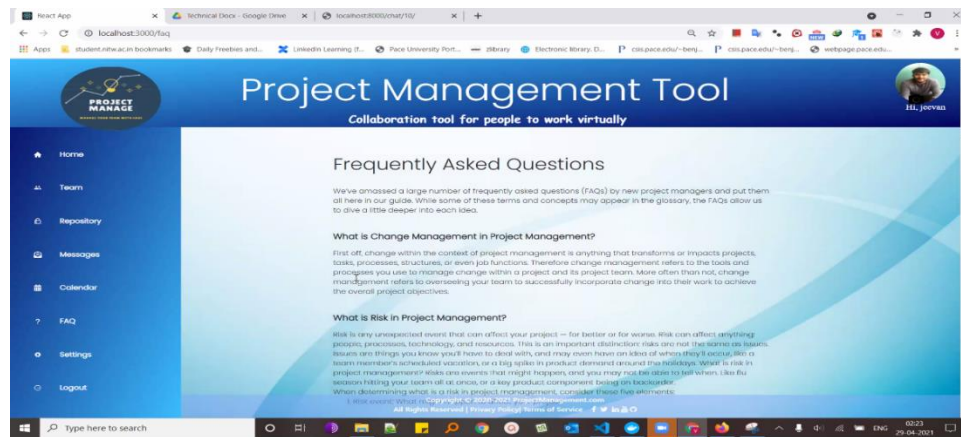 React App
Technical Docx - Google Drive
localhost:8000/chat/10/
localhost:3000/faq
Apps
student.nitw.ac.in bookmarks
Daily Freebies and...
LinkedIn Learning (f...
Pace University Port...
zlibrary
Electronic library. D...
csis.pace.edu/~benj...
csis.pace.edu/~benj...
webpage.pace.edu...
PROJECT
MANAGE
Project Management Tool
Collaboration tool for people to work virtually
Hi, jeevan
Home
Team
Repository
Messages
Calendar
FAQ
Settings
Logout
Frequently Asked Questions
We've amassed a large number of frequently asked questions (FAQs) by new project managers and put them
all here in our guide. While some of these terms and concepts may appear in the glossary, the FAQs allow us
to dive a little deeper into each idea.
What is Change Management in Project Management?
First off, change within the context of project management is anything that transforms or impacts projects,
tasks, processes, structures, or even job functions. Therefore change management refers to the tools and
processes you use to manage change within a project and its project team. More often than not, change
management refers to overseeing your team to successfully incorporate change into their work to achieve
the overall project objectives.
What is Risk in Project Management?
Risk is any unexpected event that can affect your project — for better or for worse. Risk can affect anything:
people, processes, technology, and resources. This is an important distinction: risks are not the same as issues.
Issues are things you know you'll have to deal with, and may even have an idea of when they'll occur, like a
team member's scheduled vacation, or a big spike in product demand around the holidays. What is risk in
project management? Risks are events that might happen, and you may not be able to tell when. Like flu
season hitting your team all at once, or a key product component being on backorder.
When determining what is a risk in project management, consider these five elements:
1. Risk event: What
Copyright © 2020-2021 ProjectManagement.com
All Rights Reserved | Privacy Policy| Terms of Service
Type here to search
ENG
02:23
29-04-2021